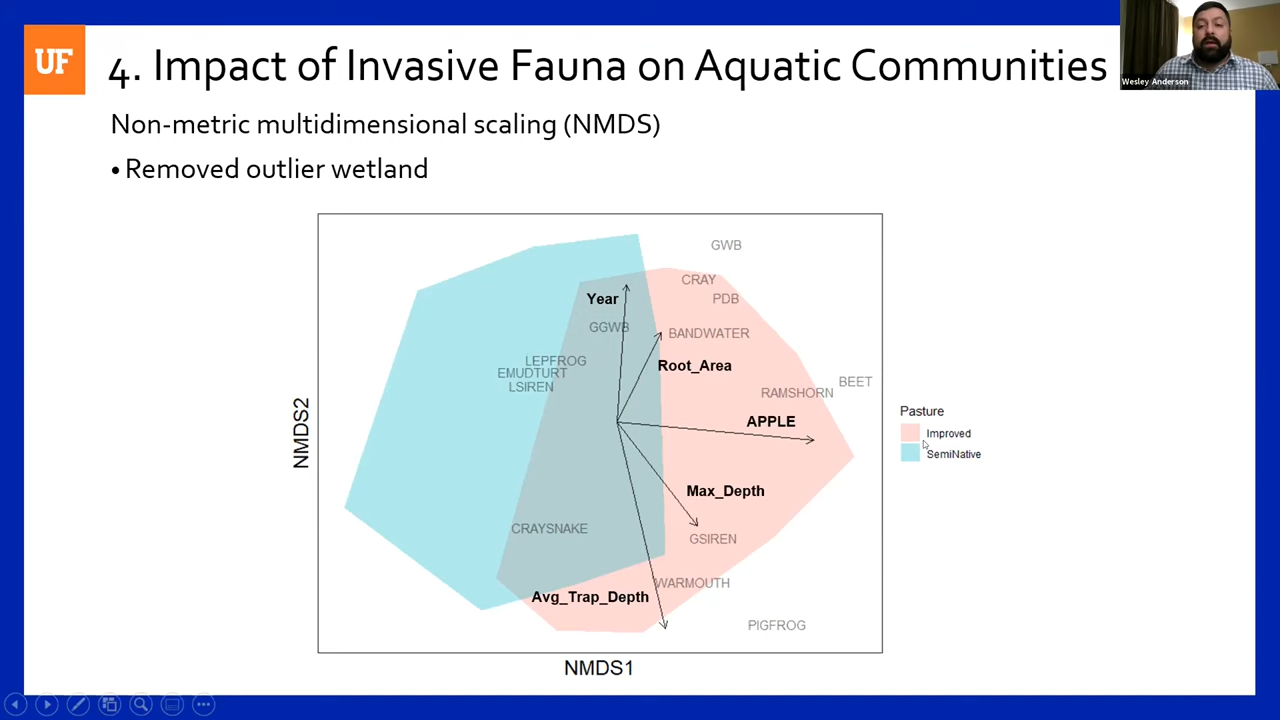 UF
4. Impact of Invasive Fauna on Aquatic Communities
Wesley Anderson
Non-metric multidimensional scaling (NMDS)
• Removed outlier wetland
GWB
CRAY
Year
PDB
GGWB
BANDWATER
LEPFROG
Root_Area
EMUDTURT
BEET
LSIREN
RAMSHORN
Pasture
APPLE
Improved
NMDS2
SemiNative
Max_Depth
CRAYSNAKE
GSIREN
WARMOUTH
Avg_Trap_Depth
PIGFROG
NMDS1